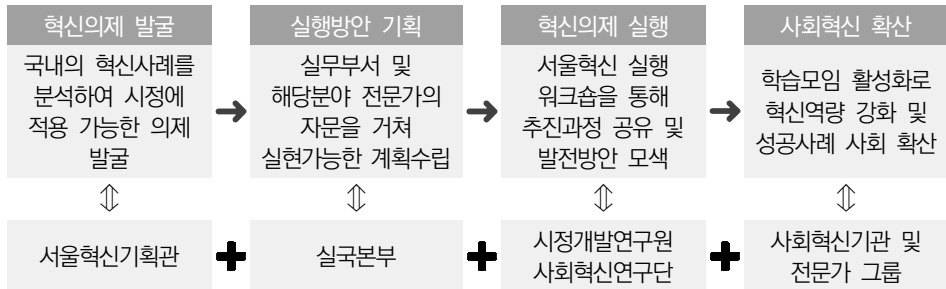 혁신의제 발굴
국내의 혁신사례를
분석하여 시정에
적용 가능한 의제
발굴
실행방안 기획
실무부서 및
해당분야 전문가의
자문을 거쳐
실현가능한 계획수립
혁신의제 실행
서울혁신 실행
워크숍을 통해
추진과정 공유 및
발전방안 모색
사회혁신 확산
학습모임 활성화로
혁신역량 강화 및
성공사례 사회 확산
서울혁신기획관
실국본부
시정개발연구원
사회혁신연구단
사회혁신기관 및
전문가 그룹